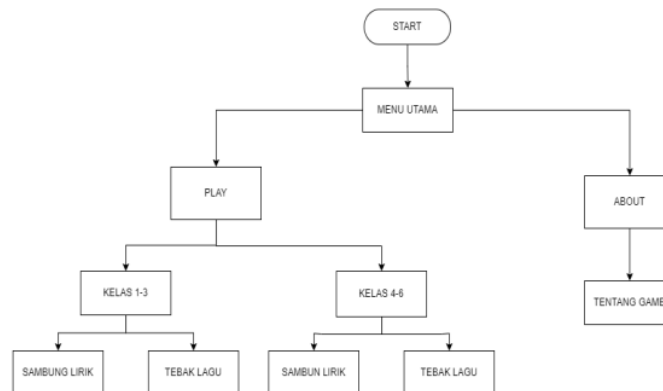 START
MENU UTAMA
PLAY
ABOUT
KELAS 1-3
KELAS 4-6
TENTANG GAME
SAMBUNG LIRIK
TEBAK LAGU
SAMBUN LIRIK
TEBAK LAGU